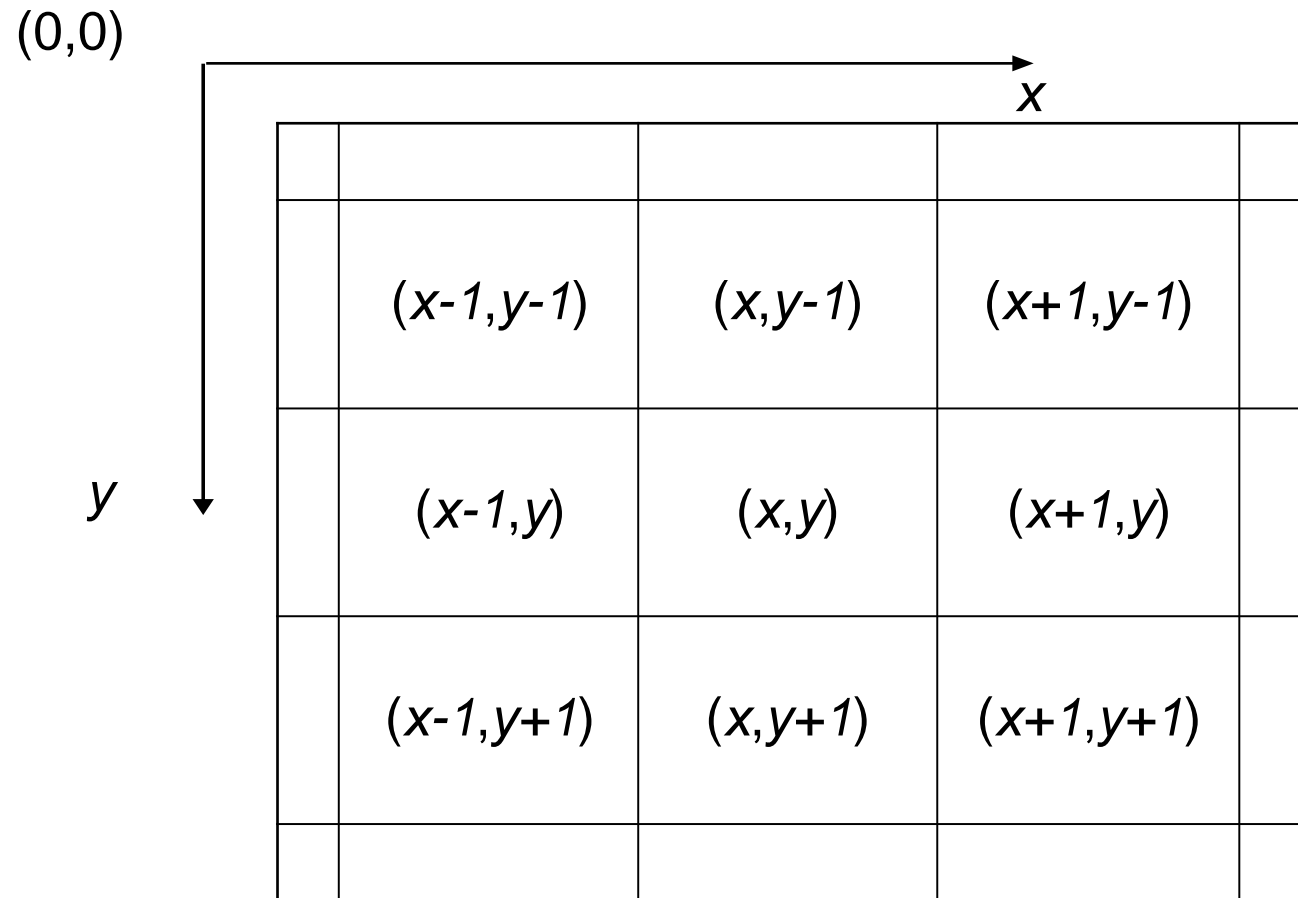 (0,0)
x
(x-1,y-1) (x,y-1) (x+1,y-1)
y (x-1,y) (x,y) (x+1,y)
(x-1,y+1) (x,y+1) (x+1,y+1)